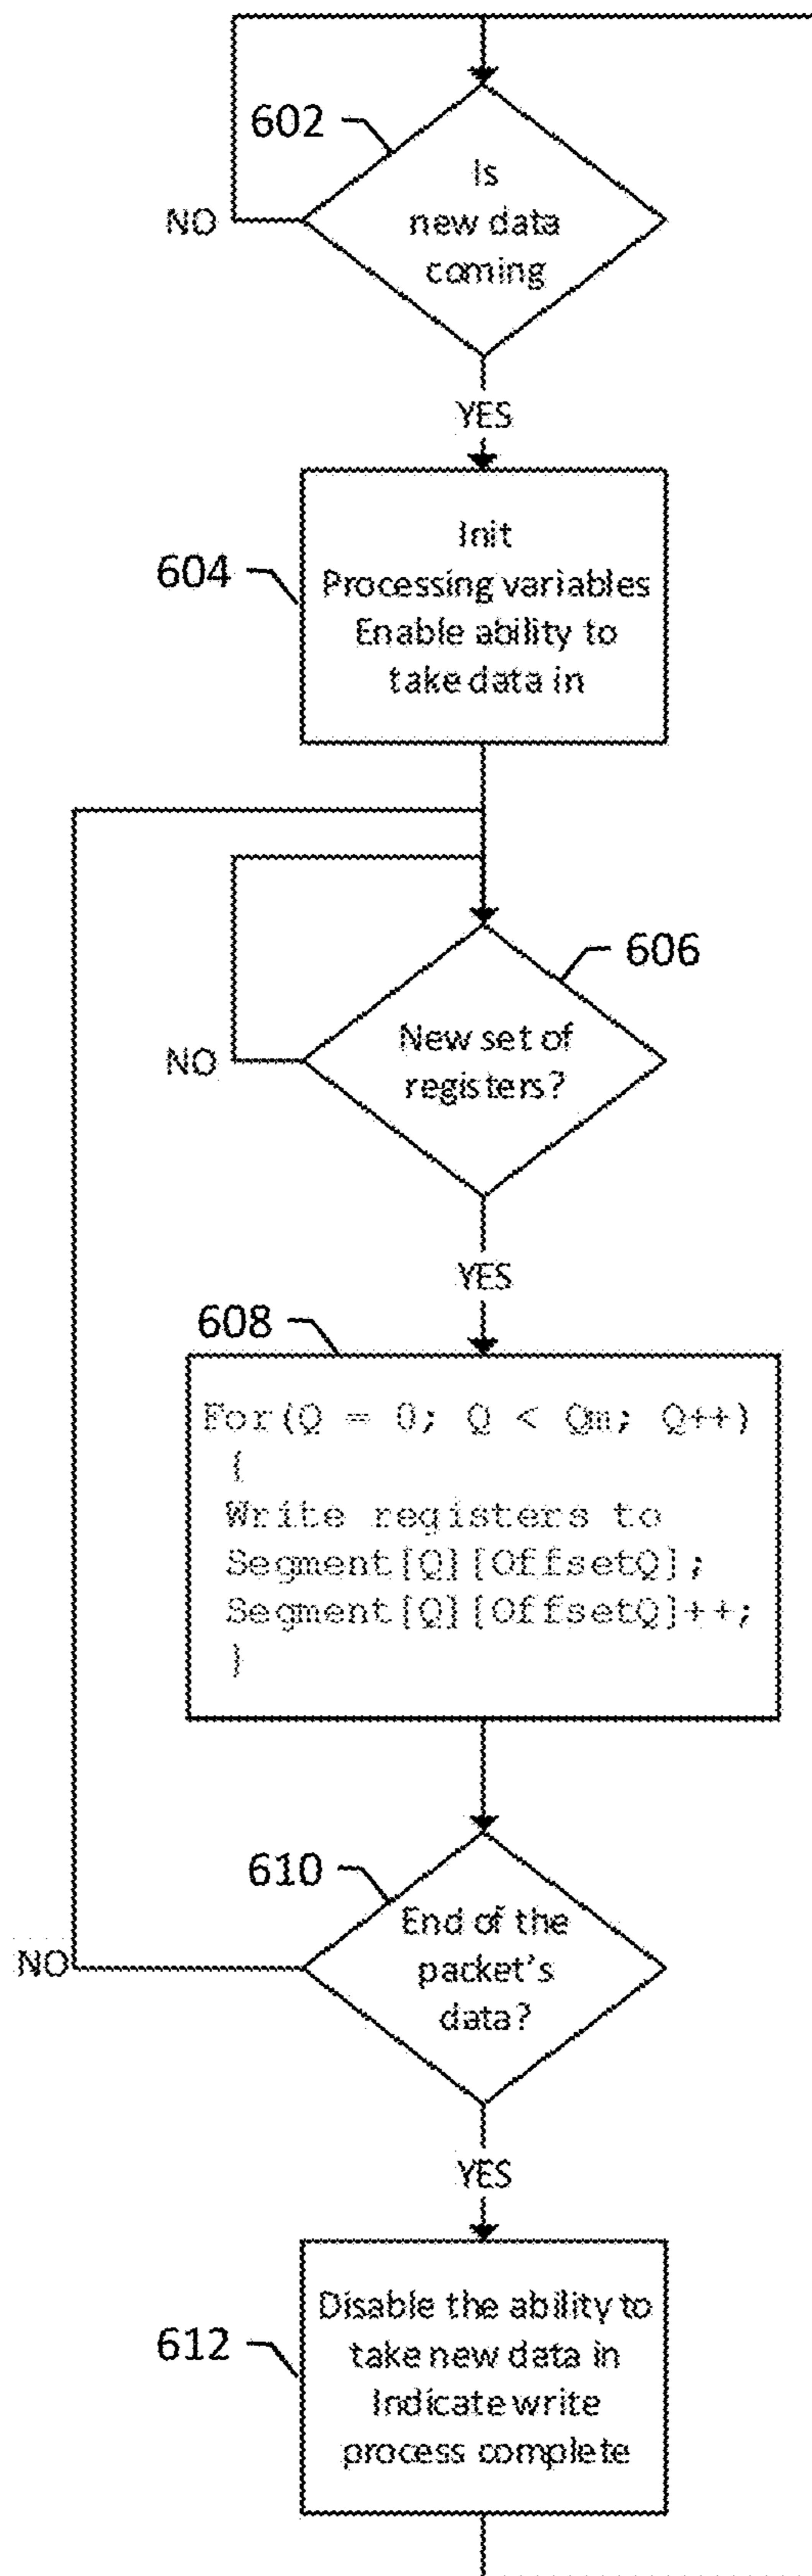 602
Is
new data
coming
NO
YES
604
Init
Processing variables
Enable ability to
take data in
606
New set of
registers?
NO
YES
608
For(Q = 0; Q < Qm; Q++)
{
Write registers to
Segment[Q][OffsetQ];
Segment[Q][OffsetQ]++;
}
610
End of the
packet's
data?
NO
YES
612
Disable the ability to
take new data in
Indicate write
process complete